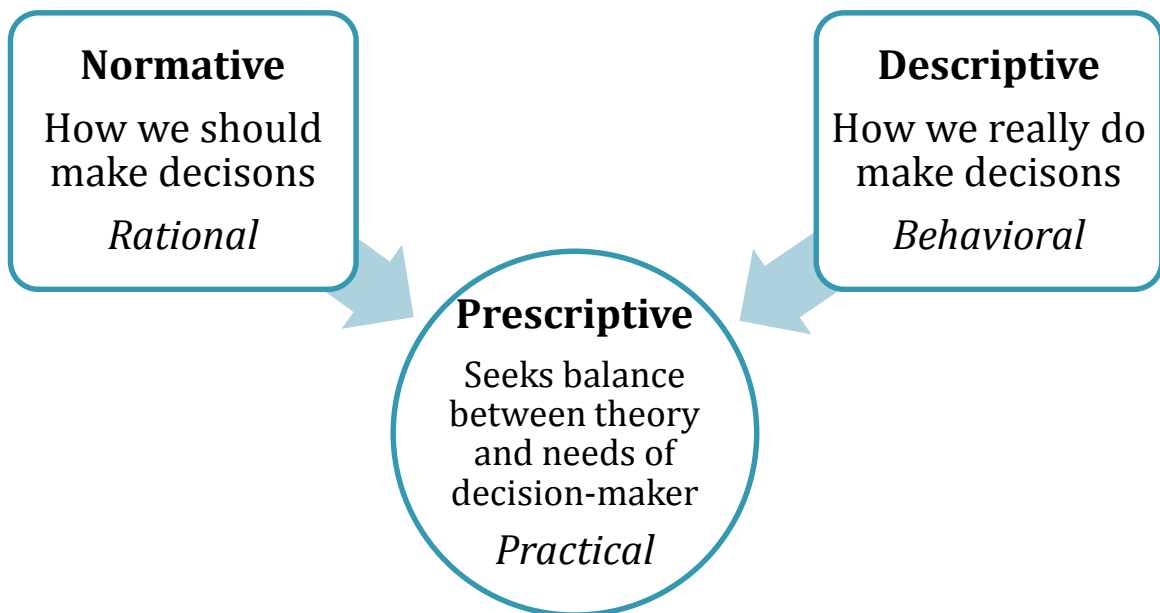 Normative
How we should
make decisons
Rational
Descriptive
How we really do
make decisons
Behavioral
Prescriptive
Seeks balance
between theory
and needs of
decision-maker
Practical